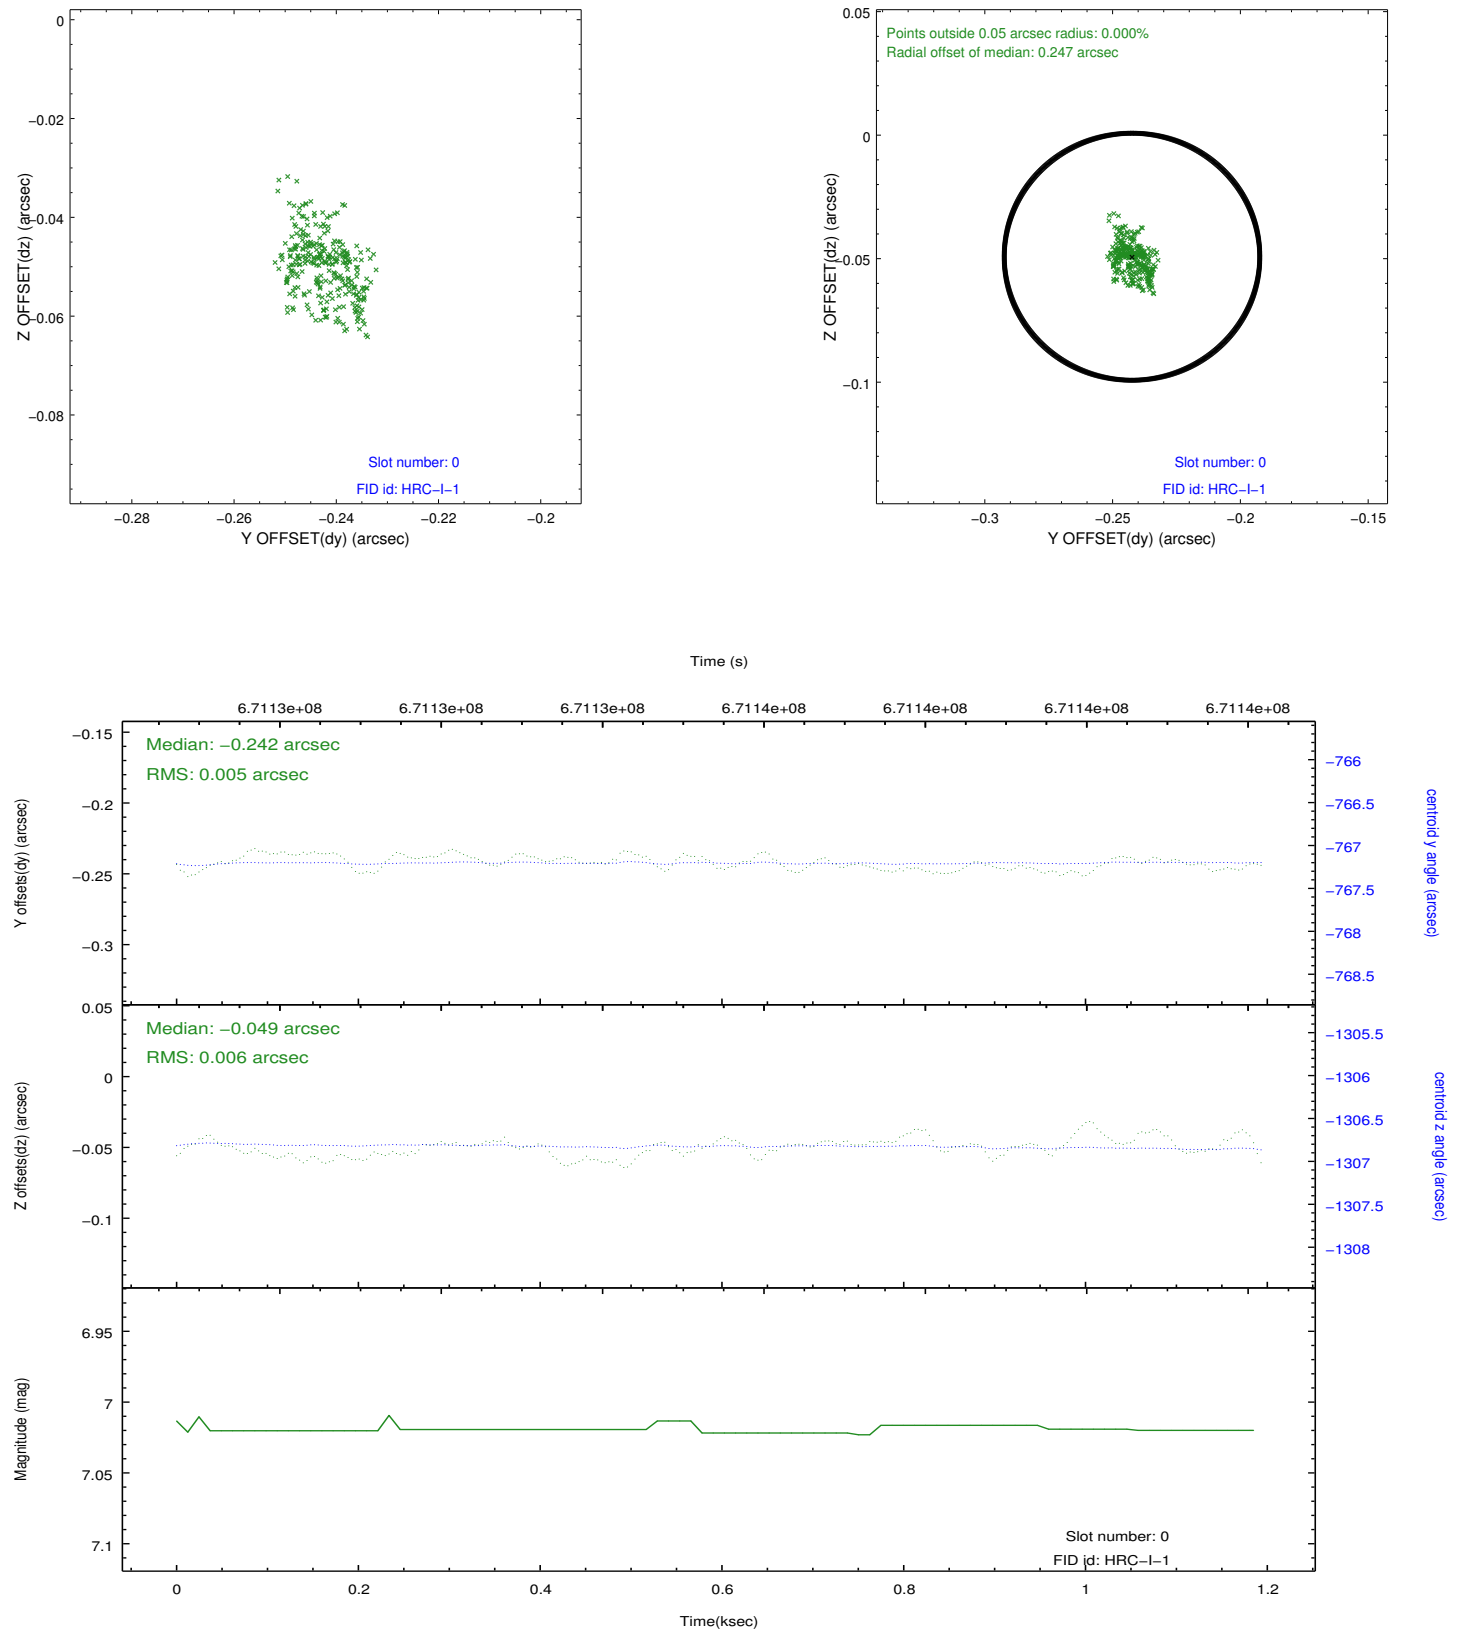 0
−0.02
−0.04
−0.06
−0.08
Z OFFSET(dz) (arcsec)
Slot number: 0
FID id: HRC−I−1
−0.28
−0.26
−0.24
−0.22
−0.2
Y OFFSET(dy) (arcsec)
0.05
0
−0.05
−0.1
Z OFFSET(dz) (arcsec)
Points outside 0.05 arcsec radius: 0.000%
Radial offset of median: 0.247 arcsec
Slot number: 0
FID id: HRC−I−1
−0.3
−0.25
−0.2
−0.15
Y OFFSET(dy) (arcsec)
Time (s)
6.7113e+08
6.7113e+08
6.7113e+08
6.7114e+08
6.7114e+08
6.7114e+08
6.7114e+08
−0.15
−0.2
−0.25
−0.3
Y offsets(dy) (arcsec)
Median: −0.242 arcsec
RMS: 0.005 arcsec
−766
−766.5
−767
−767.5
−768
−768.5
centroid y angle (arcsec)
0.05
0
−0.05
−0.1
Z offsets(dz) (arcsec)
Median: −0.049 arcsec
RMS: 0.006 arcsec
−1305.5
−1306
−1306.5
−1307
−1307.5
−1308
centroid z angle (arcsec)
6.95
7
7.05
7.1
Magnitude (mag)
Slot number: 0
FID id: HRC−I−1
0
0.2
0.4
0.6
0.8
1
1.2
Time(ksec)